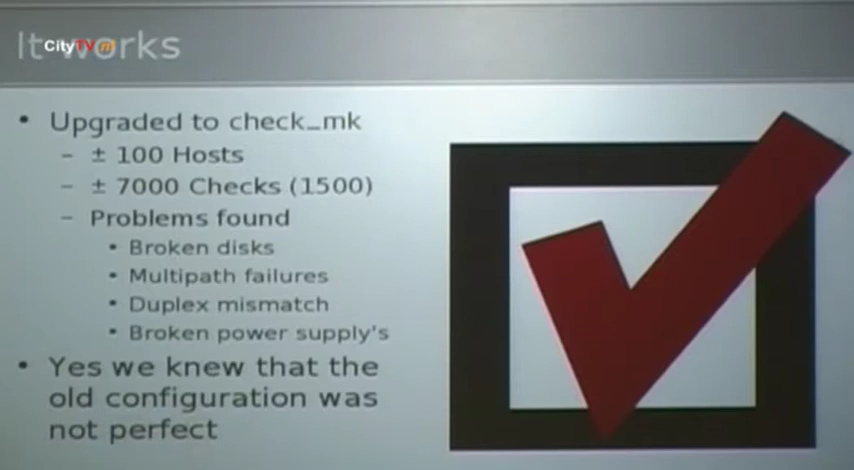 It works
CityTV.nl
• Upgraded to check_mk
– ± 100 Hosts
– ± 7000 Checks (1500)
– Problems found
• Broken disks
• Multipath failures
• Duplex mismatch
• Broken power supply's
• Yes we knew that the
old configuration was
not perfect